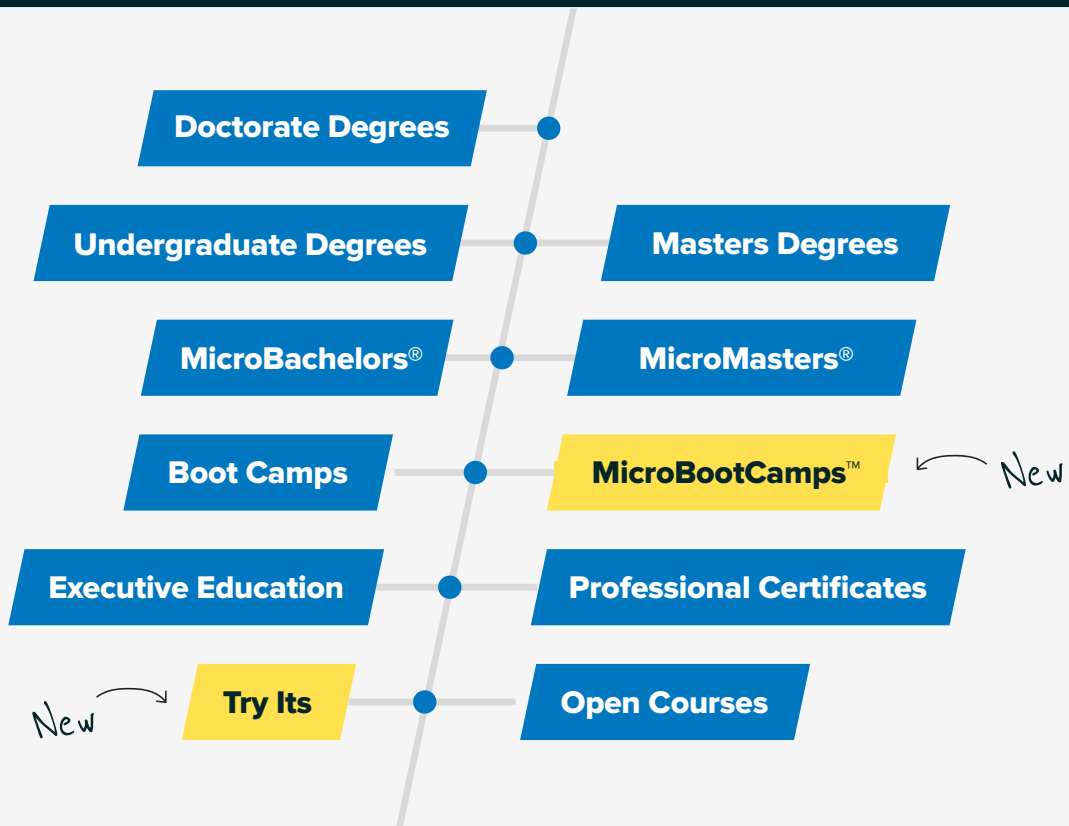 Doctorate Degrees
Undergraduate Degrees
Masters Degrees
MicroBachelors®
MicroMasters®
Boot Camps
MicroBootCamps™
New
Executive Education
Professional Certificates
New
Try Its
Open Courses